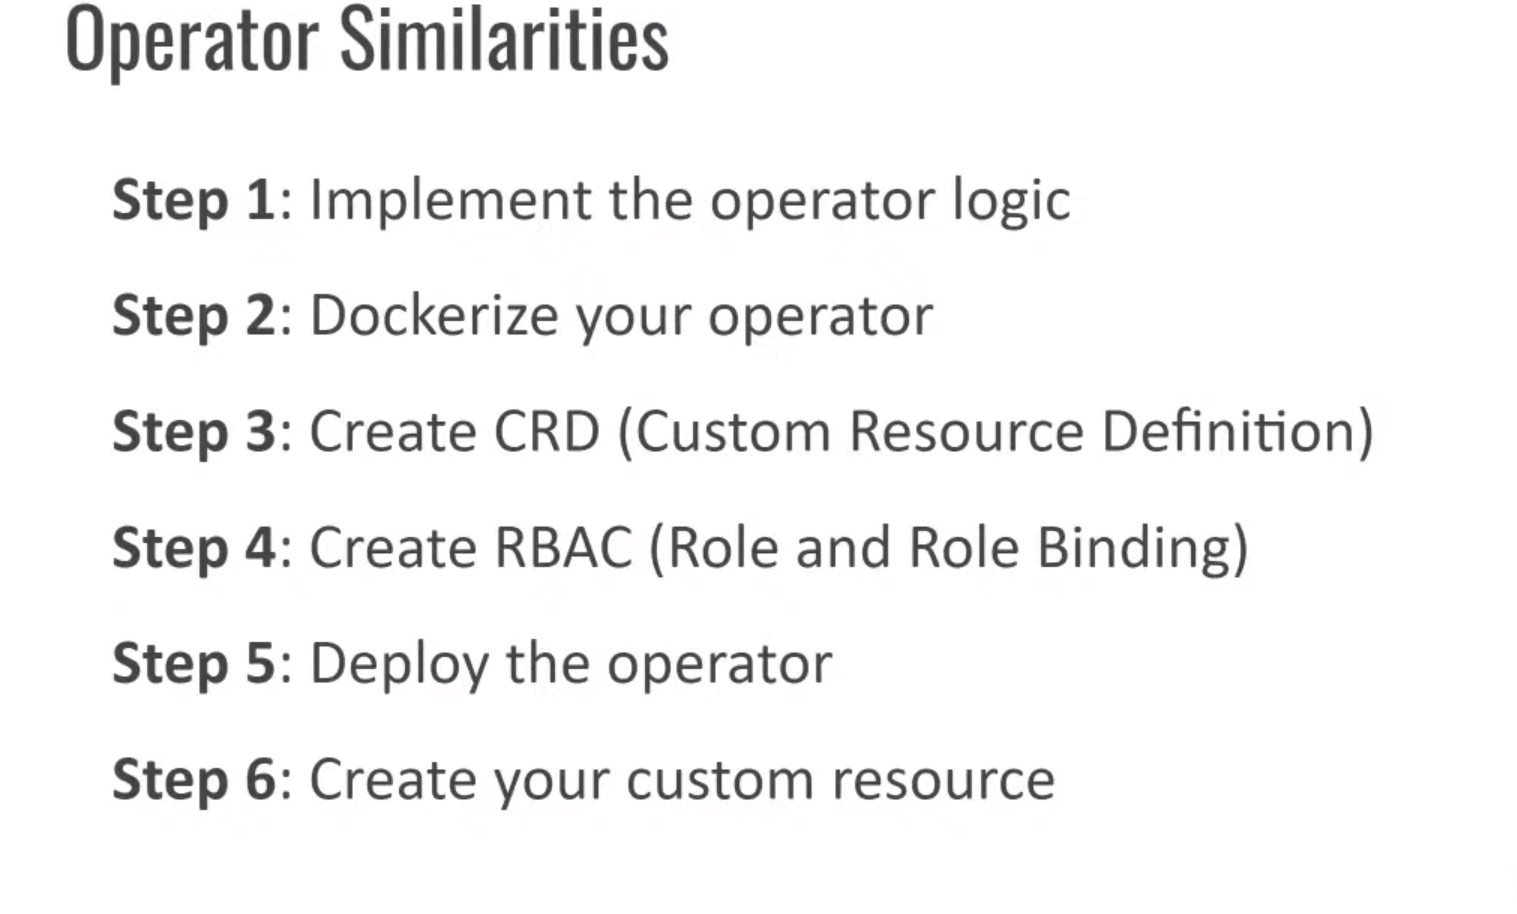 Operator Similarities
Step 1: Implement the operator logic
Step 2: Dockerize your operator
Step 3: Create CRD (Custom Resource Definition)
Step 4: Create RBAC (Role and Role Binding)
Step 5: Deploy the operator
Step 6: Create your custom resource